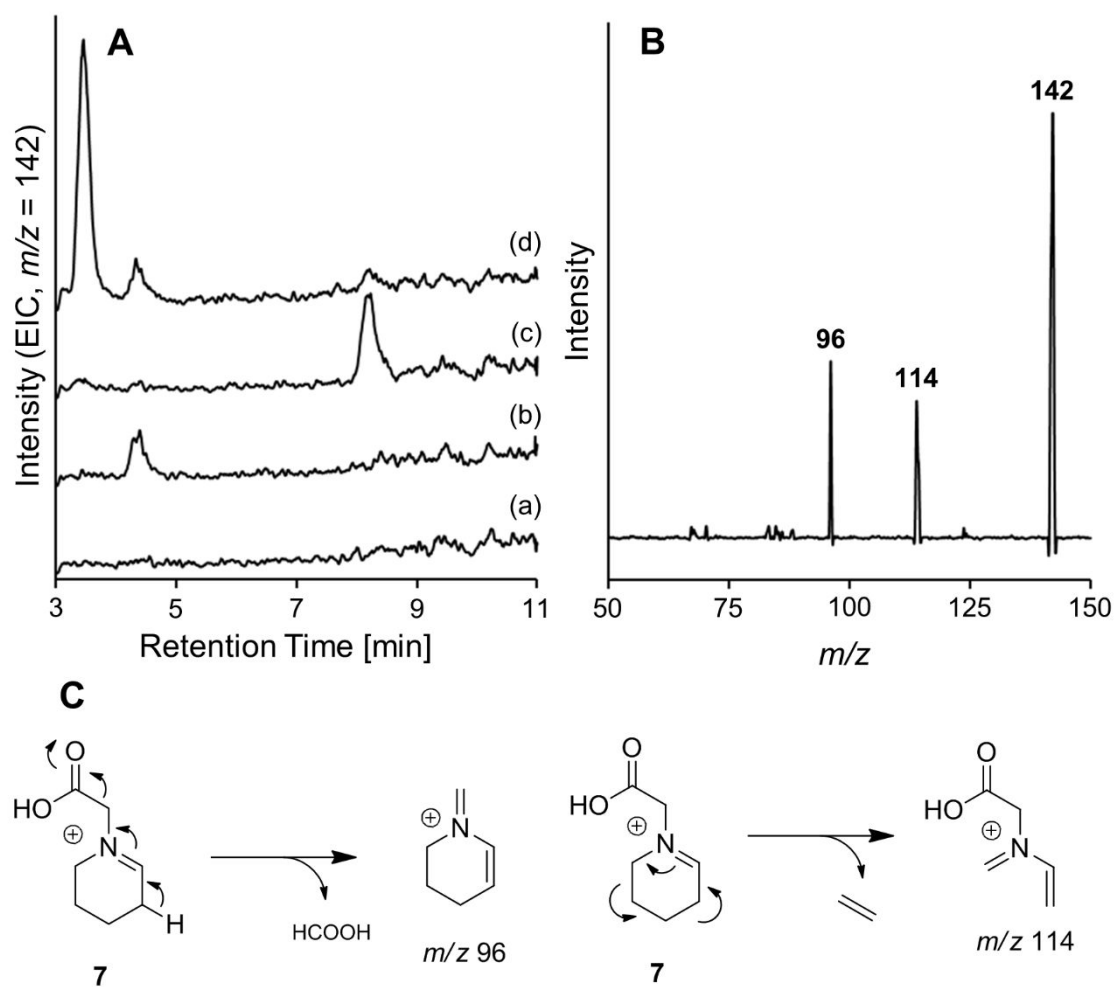 A
Intensity (EIC, m/z = 142)
(d)
(c)
(b)
(a)
3 5 7 9 11
Retention Time [min]
B
Intensity
142
96
114
50 75 100 125 150
m/z
C
O
HO
⊕
N
H
7
HCOOH
⊕
N
m/z 96
O
HO
⊕
N
7
O
HO
⊕
N
m/z 114